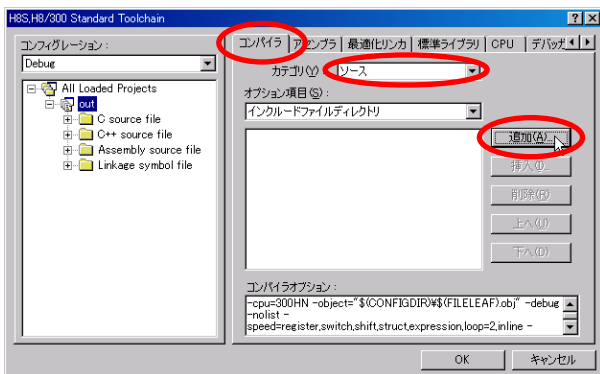 H8S,H8/300 Standard Toolchain
コンフィグレーション :
Debug
All Loaded Projects
out
C source file
C++ source file
Assembly source file
Linkage symbol file
コンパイラ アセンブラ 最適化リンカ 標準ライブラリ CPU デバッガ
カテゴリ(Y) : ソース
オプション項目(S) :
インクルードファイルディレクトリ
追加(A)...
挿入(I)...
削除(R)
上へ(U)
下へ(D)
コンパイラオプション :
-cpu=300HN -object="$(CONFIGDIR)¥$(FILELEAF).obj" -debug
-nolist -
speed=register,switch,shift,struct,expression,loop=2,inline -
OK キャンセル